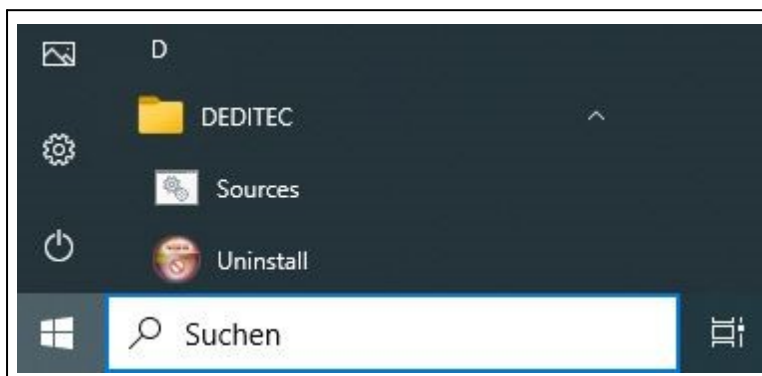 D
DEDITEC
Sources
Uninstall
Suchen